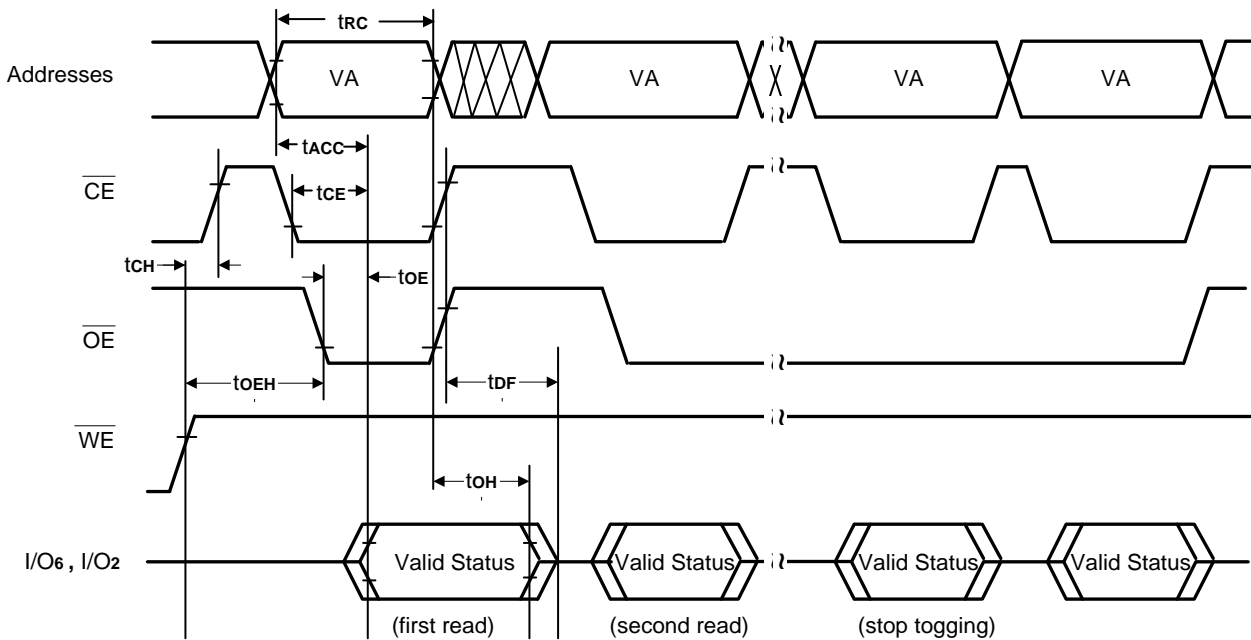 tRC
Addresses VA VA VA VA
tACC
CE tCE
tCH tOE
OE
tOEH tDF
WE
tOH
I/O6 , I/O2 Valid Status Valid Status Valid Status Valid Status
(first read) (second read) (stop togging)